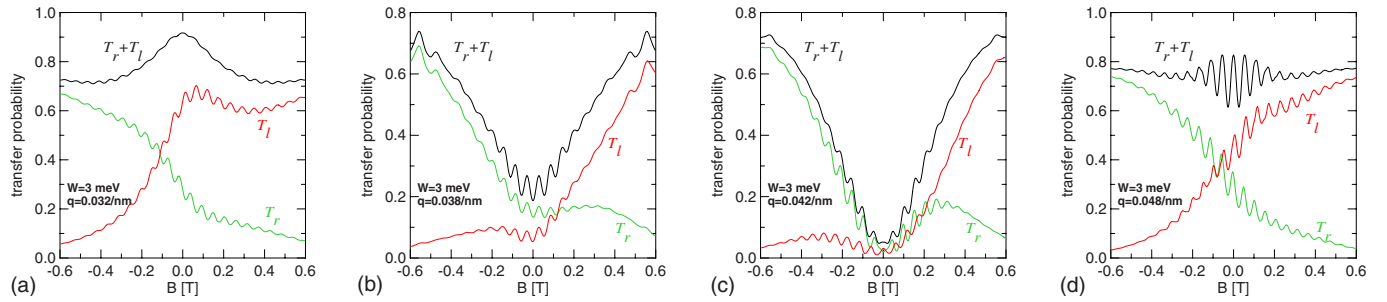 1.0
0.8
0.6
0.4
0.2
0.0
transfer probability
T_r+T_l
T_l
T_r
W=3 meV
q=0.032/nm
-0.6 -0.4 -0.2 0.0 0.2 0.4 0.6
B [T]
(a)
0.8
0.6
0.4
0.2
0.0
transfer probability
T_r+T_l
T_l
T_r
W=3 meV
q=0.038/nm
-0.6 -0.4 -0.2 0.0 0.2 0.4 0.6
B [T]
(b)
0.8
0.6
0.4
0.2
0.0
transfer probability
T_r+T_l
T_l
T_r
W=3 meV
q=0.042/nm
-0.6 -0.4 -0.2 0.0 0.2 0.4 0.6
B [T]
(c)
1.0
0.8
0.6
0.4
0.2
0.0
transfer probability
T_r+T_l
T_l
T_r
W=3 meV
q=0.048/nm
-0.6 -0.4 -0.2 0.0 0.2 0.4 0.6
B [T]
(d)